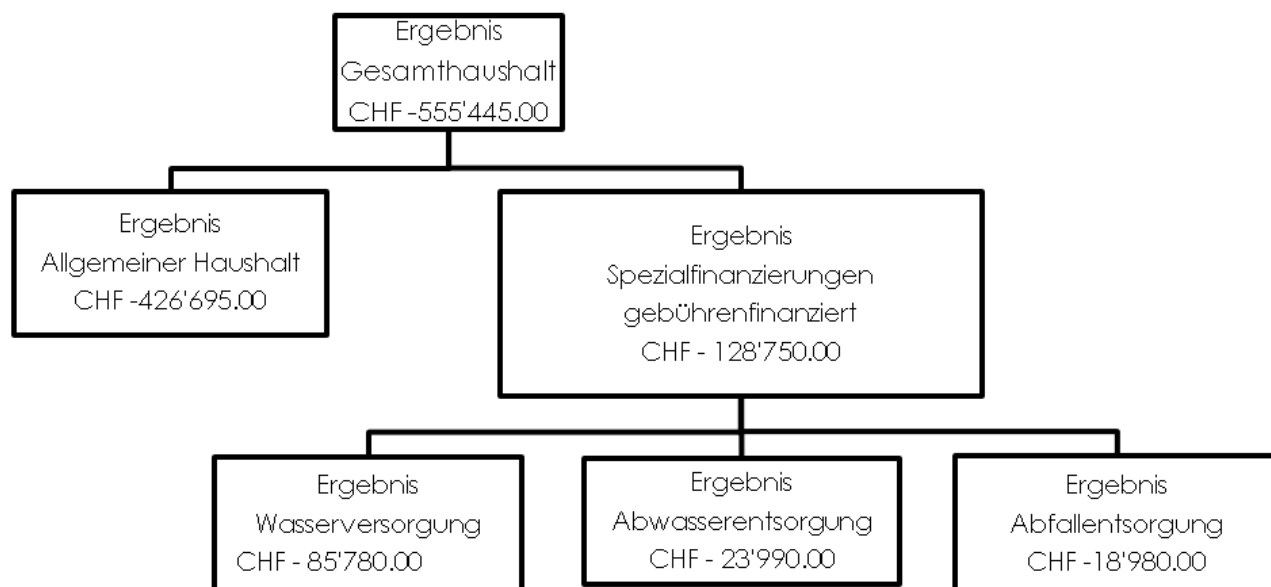 Ergebnis
Gesamthaushalt
CHF -555'445.00
Ergebnis
Allgemeiner Haushalt
CHF -426'695.00
Ergebnis
Spezialfinanzierungen
gebührenfinanziert
CHF - 128'750.00
Ergebnis
Wasserversorgung
CHF - 85'780.00
Ergebnis
Abwasserentsorgung
CHF - 23'990.00
Ergebnis
Abfallentsorgung
CHF -18'980.00